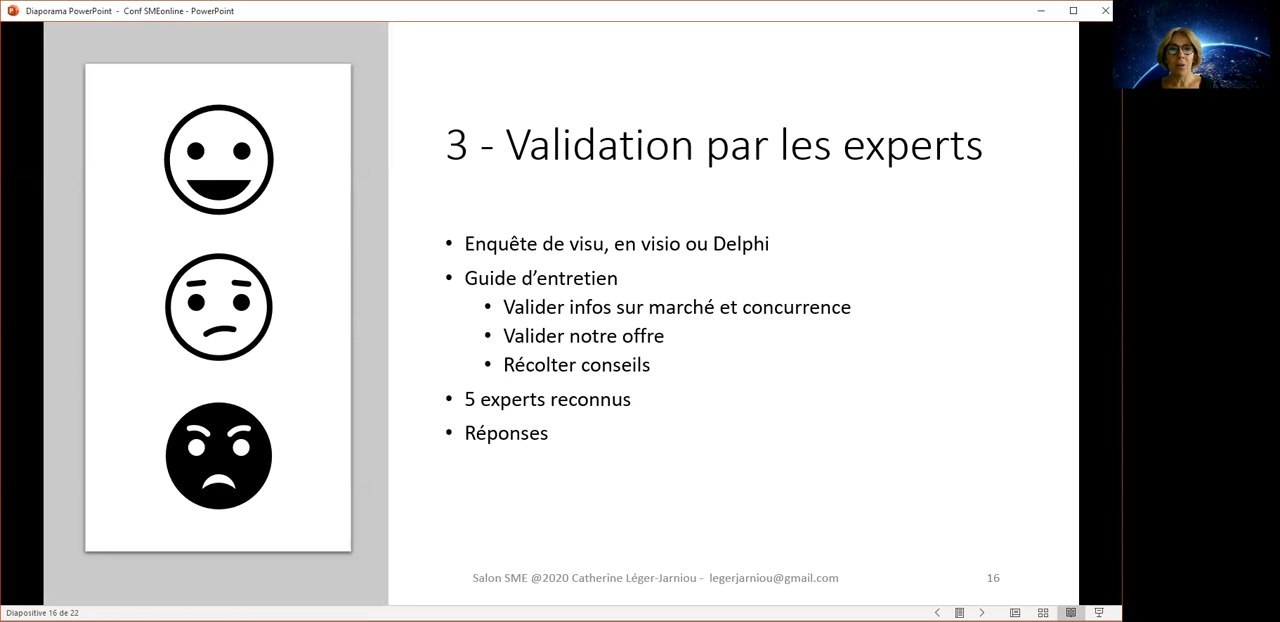 Diaporama PowerPoint - Conf SMEonline - PowerPoint
3 - Validation par les experts
• Enquête de visu, en visio ou Delphi
• Guide d’entretien
• Valider infos sur marché et concurrence
• Valider notre offre
• Récolter conseils
• 5 experts reconnus
• Réponses
Salon SME @2020 Catherine Léger-Jarniou - legerjarniou@gmail.com
16
Diapositive 16 de 22